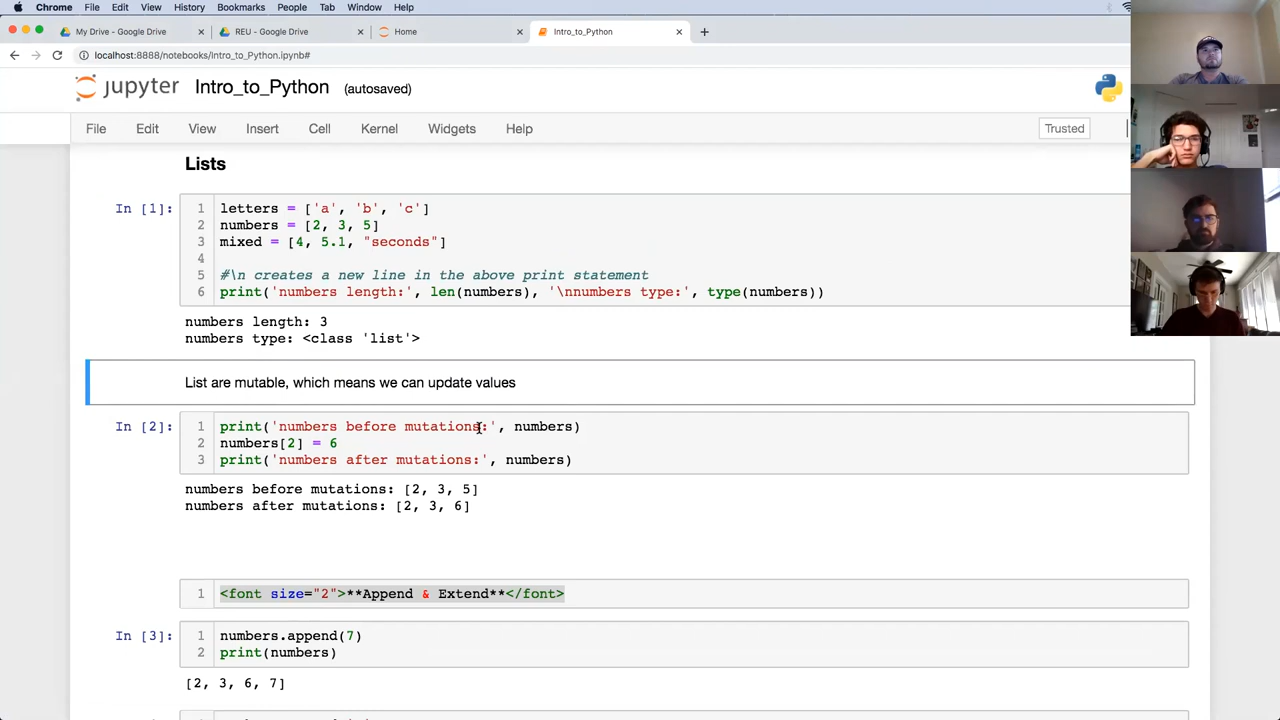 Chrome File Edit View History Bookmarks People Tab Window Help
My Drive - Google Drive × REU - Google Drive × Home × Intro_to_Python × +
localhost:8888/notebooks/Intro_to_Python.ipynb#
jupyter Intro_to_Python (autosaved)
File Edit View Insert Cell Kernel Widgets Help Trusted
Lists
In [1]: 1 letters = ['a', 'b', 'c']
2 numbers = [2, 3, 5]
3 mixed = [4, 5.1, "seconds"]
4
5 #\n creates a new line in the above print statement
6 print('numbers length:', len(numbers), '\nnumbers type:', type(numbers))
numbers length: 3
numbers type: <class 'list'>
List are mutable, which means we can update values
In [2]: 1 print('numbers before mutations:', numbers)
2 numbers[2] = 6
3 print('numbers after mutations:', numbers)
numbers before mutations: [2, 3, 5]
numbers after mutations: [2, 3, 6]
1 <font size="2">**Append & Extend**</font>
In [3]: 1 numbers.append(7)
2 print(numbers)
[2, 3, 6, 7]